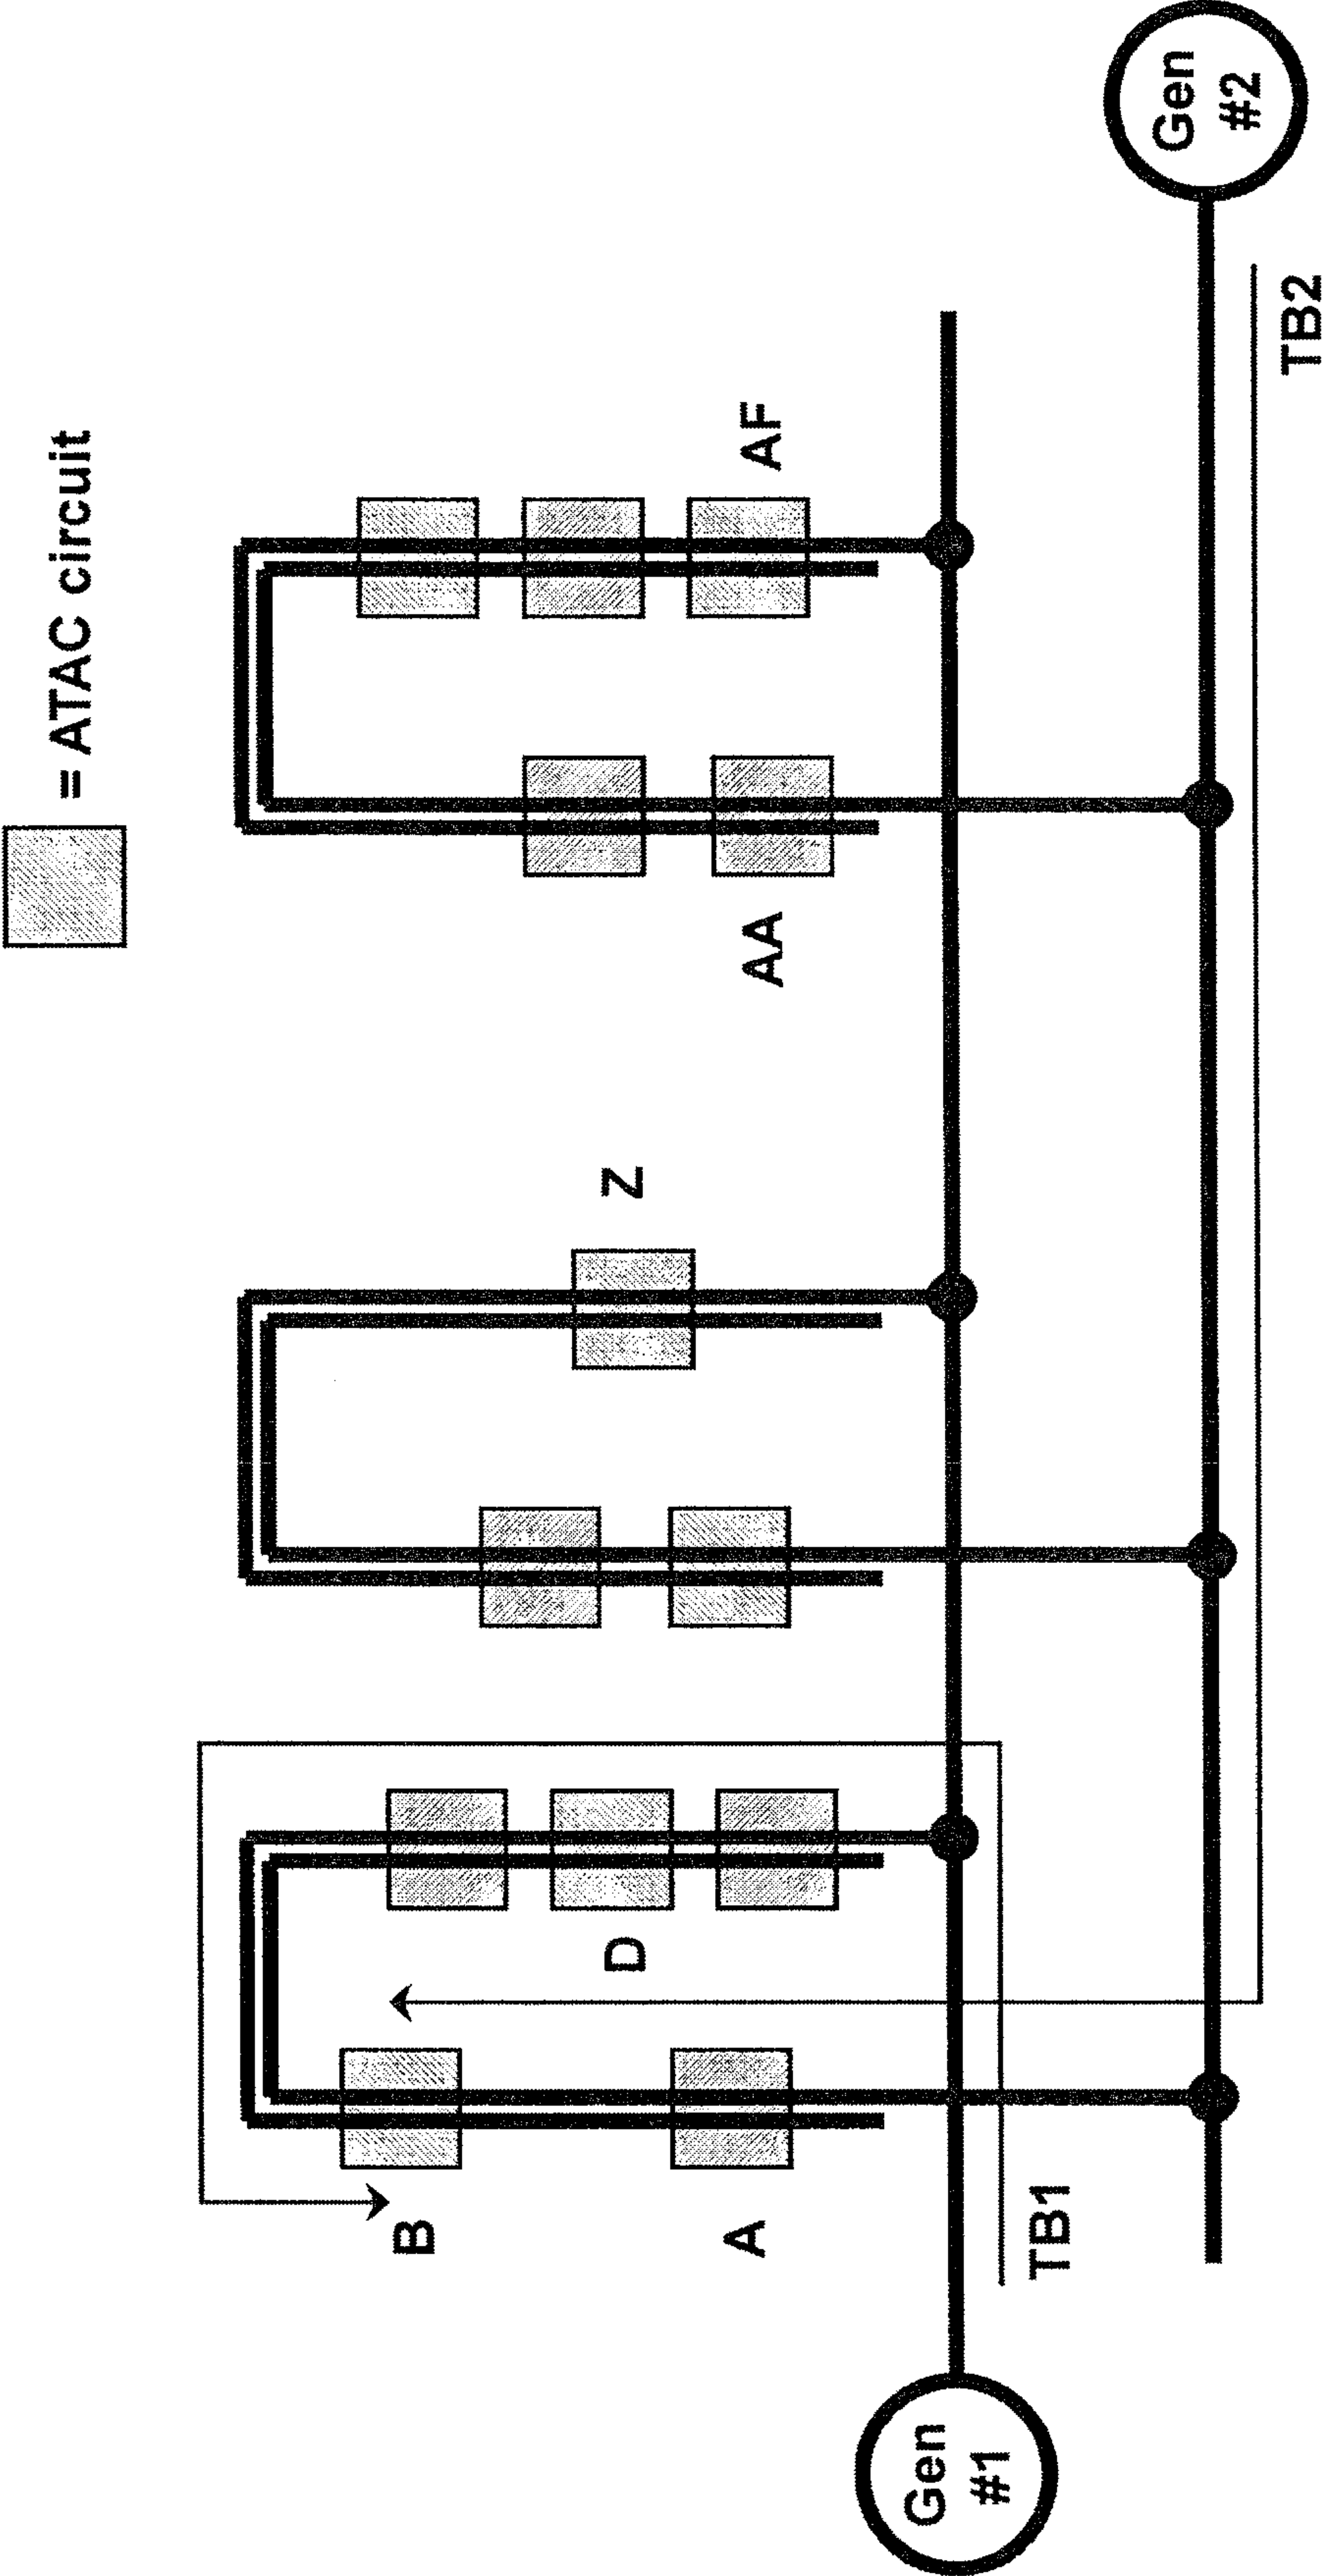 = ATAC circuit
B
A
D
Z
AA
AF
TB1
TB2
Gen
#1
Gen
#2